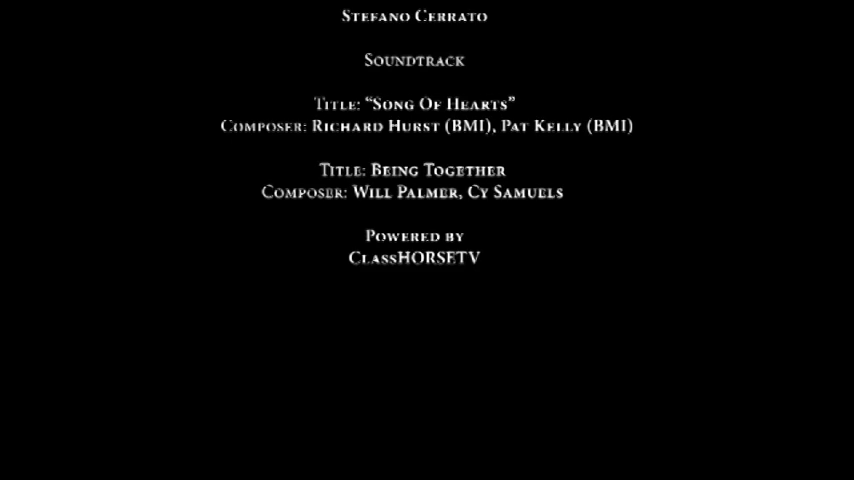 Stefano Cerrato
Soundtrack
Title: “Song Of Hearts”
Composer: Richard Hurst (BMI), Pat Kelly (BMI)
Title: Being Together
Composer: Will Palmer, Cy Samuels
Powered by
ClassHORSETV